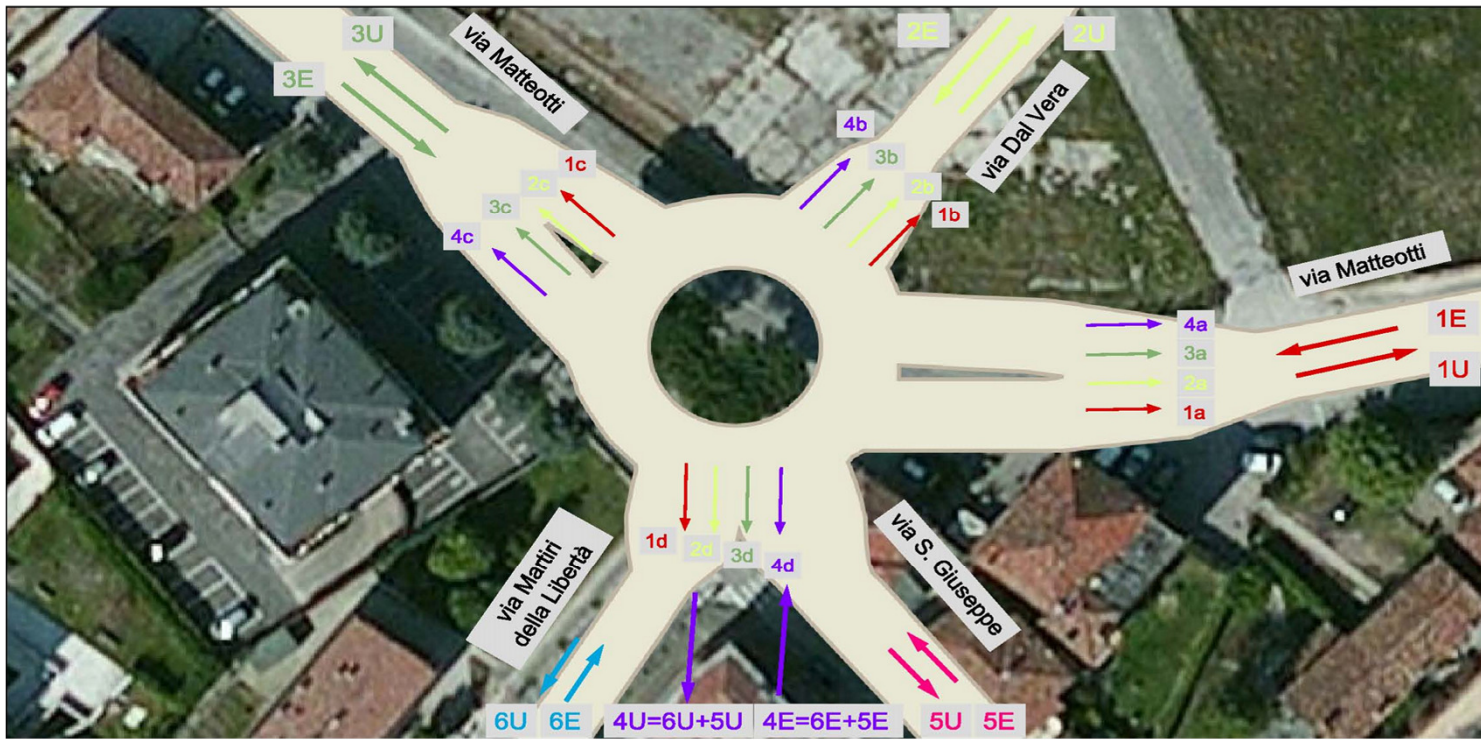 3U
via Matteotti
2E
2U
3E
4b
via Dal Vera
3b
1c
2c
2b
3c
1b
4c
via Matteotti
4a
1E
3a
1U
2a
1a
1d
2d
3d
4d
via Martiri
della Libertà
via S. Giuseppe
6U
6E
4U=6U+5U
4E=6E+5E
5U
5E